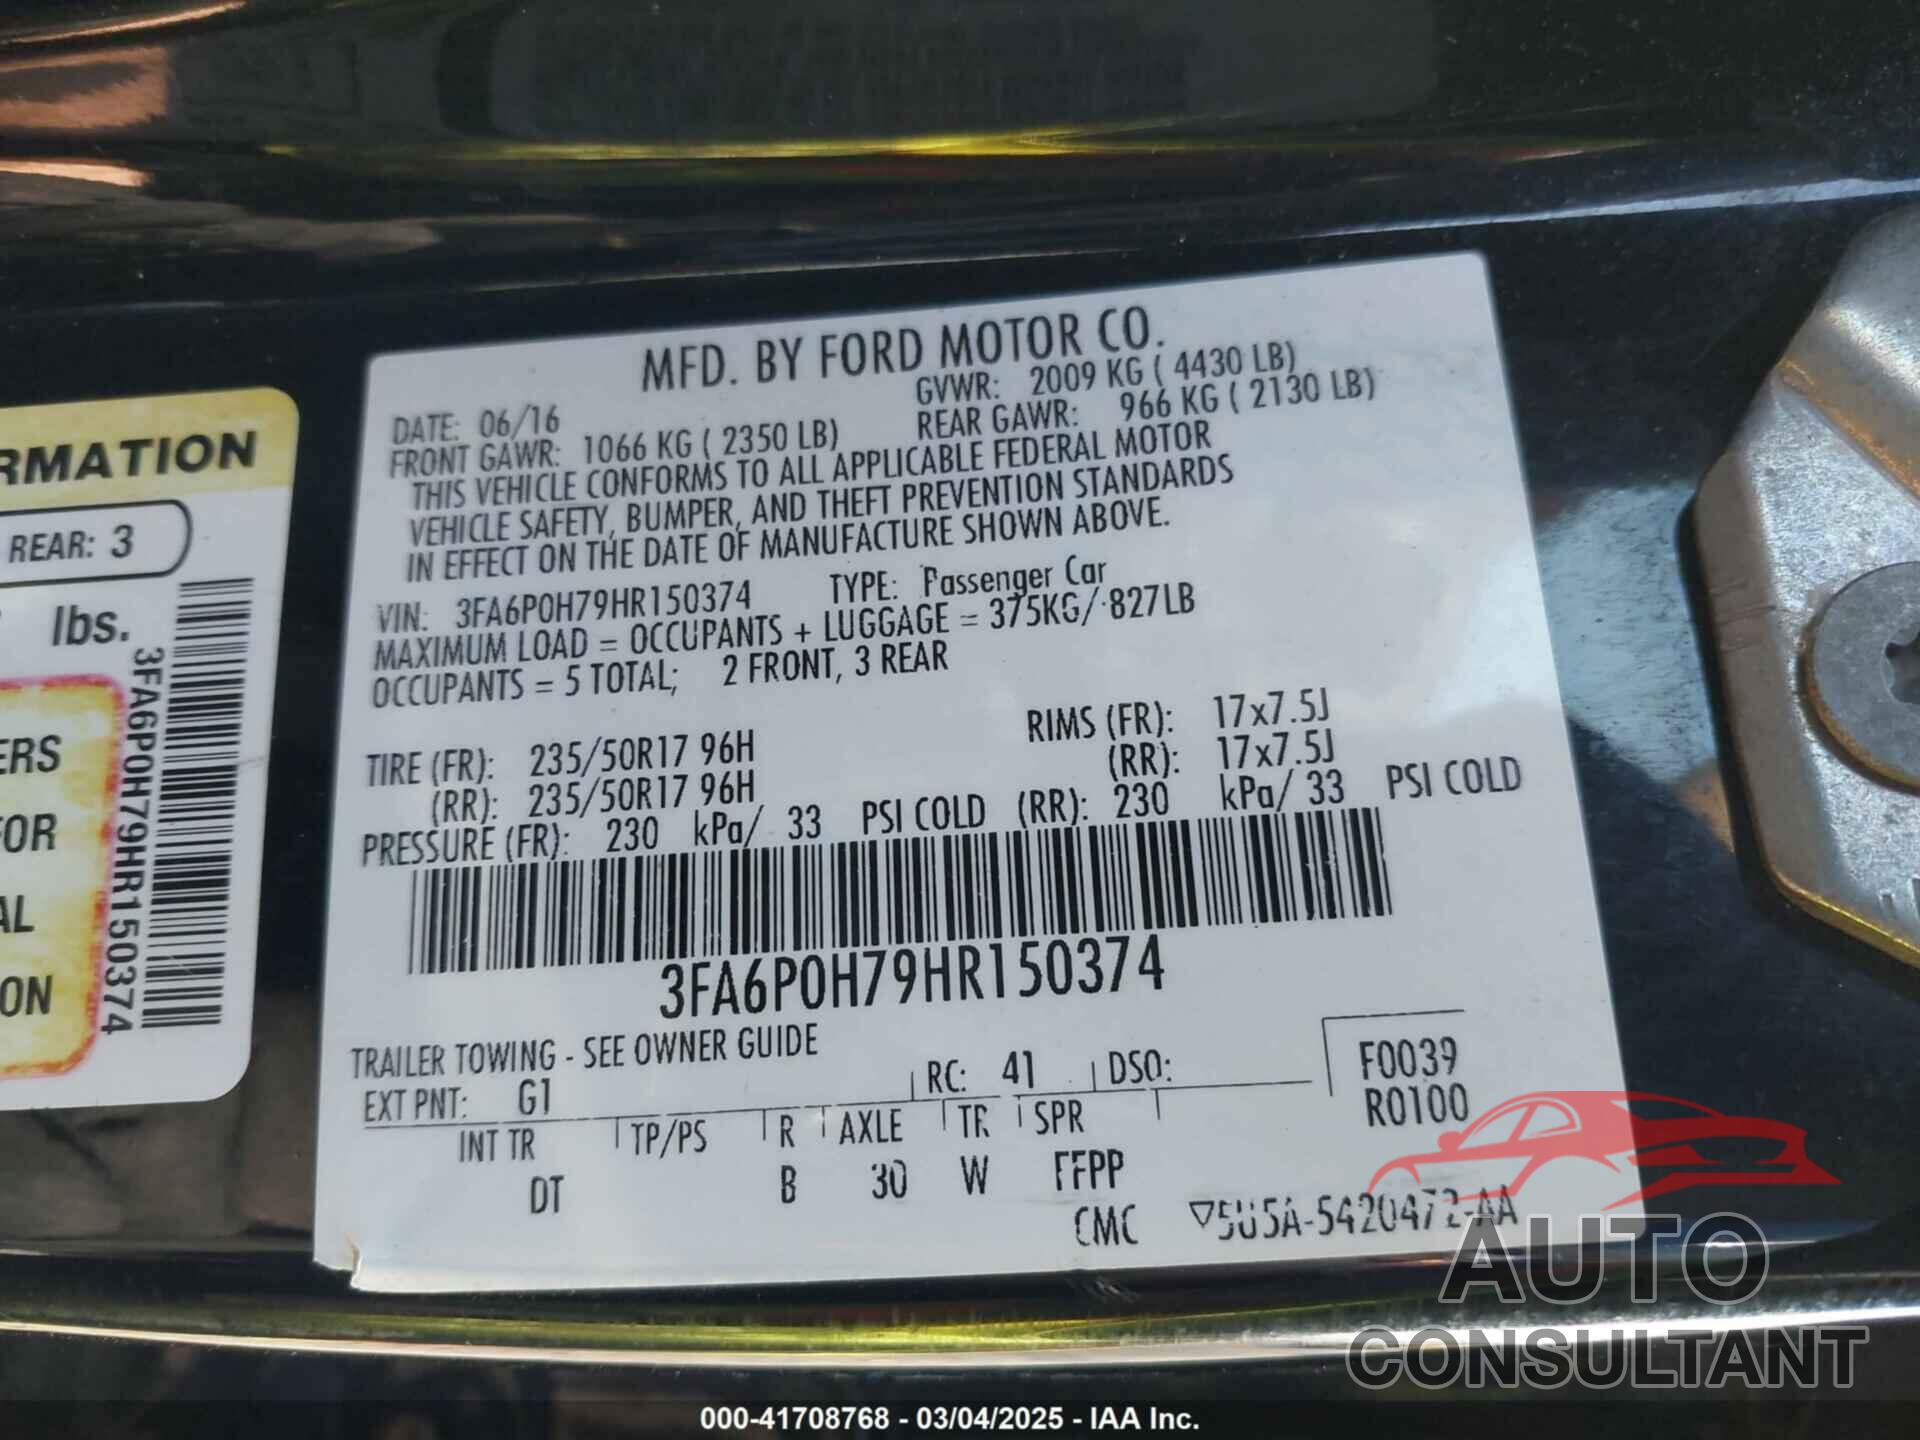 RMATION
REAR: 3
lbs.
ERS
FOR
AL
ON
3FA6P0H79HR150374
MFD. BY FORD MOTOR CO.
DATE: 06/16 GVWR: 2009 KG ( 4430 LB)
FRONT GAWR: 1066 KG ( 2350 LB) REAR GAWR: 966 KG ( 2130 LB)
THIS VEHICLE CONFORMS TO ALL APPLICABLE FEDERAL MOTOR
VEHICLE SAFETY, BUMPER, AND THEFT PREVENTION STANDARDS
IN EFFECT ON THE DATE OF MANUFACTURE SHOWN ABOVE.
VIN: 3FA6P0H79HR150374 TYPE: Passenger Car
MAXIMUM LOAD = OCCUPANTS + LUGGAGE = 375KG/ 827LB
OCCUPANTS = 5 TOTAL; 2 FRONT, 3 REAR
TIRE (FR): 235/50R17 96H RIMS (FR): 17x7.5J
(RR): 235/50R17 96H (RR): 17x7.5J
PRESSURE (FR): 230 kPa/ 33 PSI COLD (RR): 230 kPa/ 33 PSI COLD
3FA6P0H79HR150374
TRAILER TOWING - SEE OWNER GUIDE
EXT PNT: G1 RC: 41 DSO: F0039
INT TR TP/PS R AXLE TR SPR R0100
DT B 30 W FFPP
CMC ▽5U5A-5420472-AA
AUTO
CONSULTANT
000-41708768 - 03/04/2025 - IAA Inc.